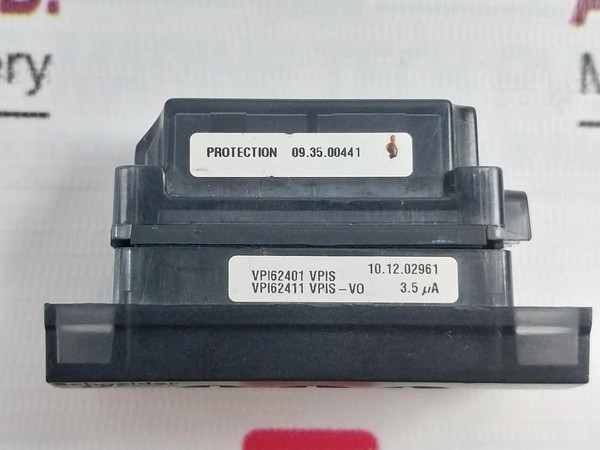 PROTECTION 09.35.00441
VPI62401 VPIS 10.12.02961
VPI62411 VPIS-VO 3.5 µA